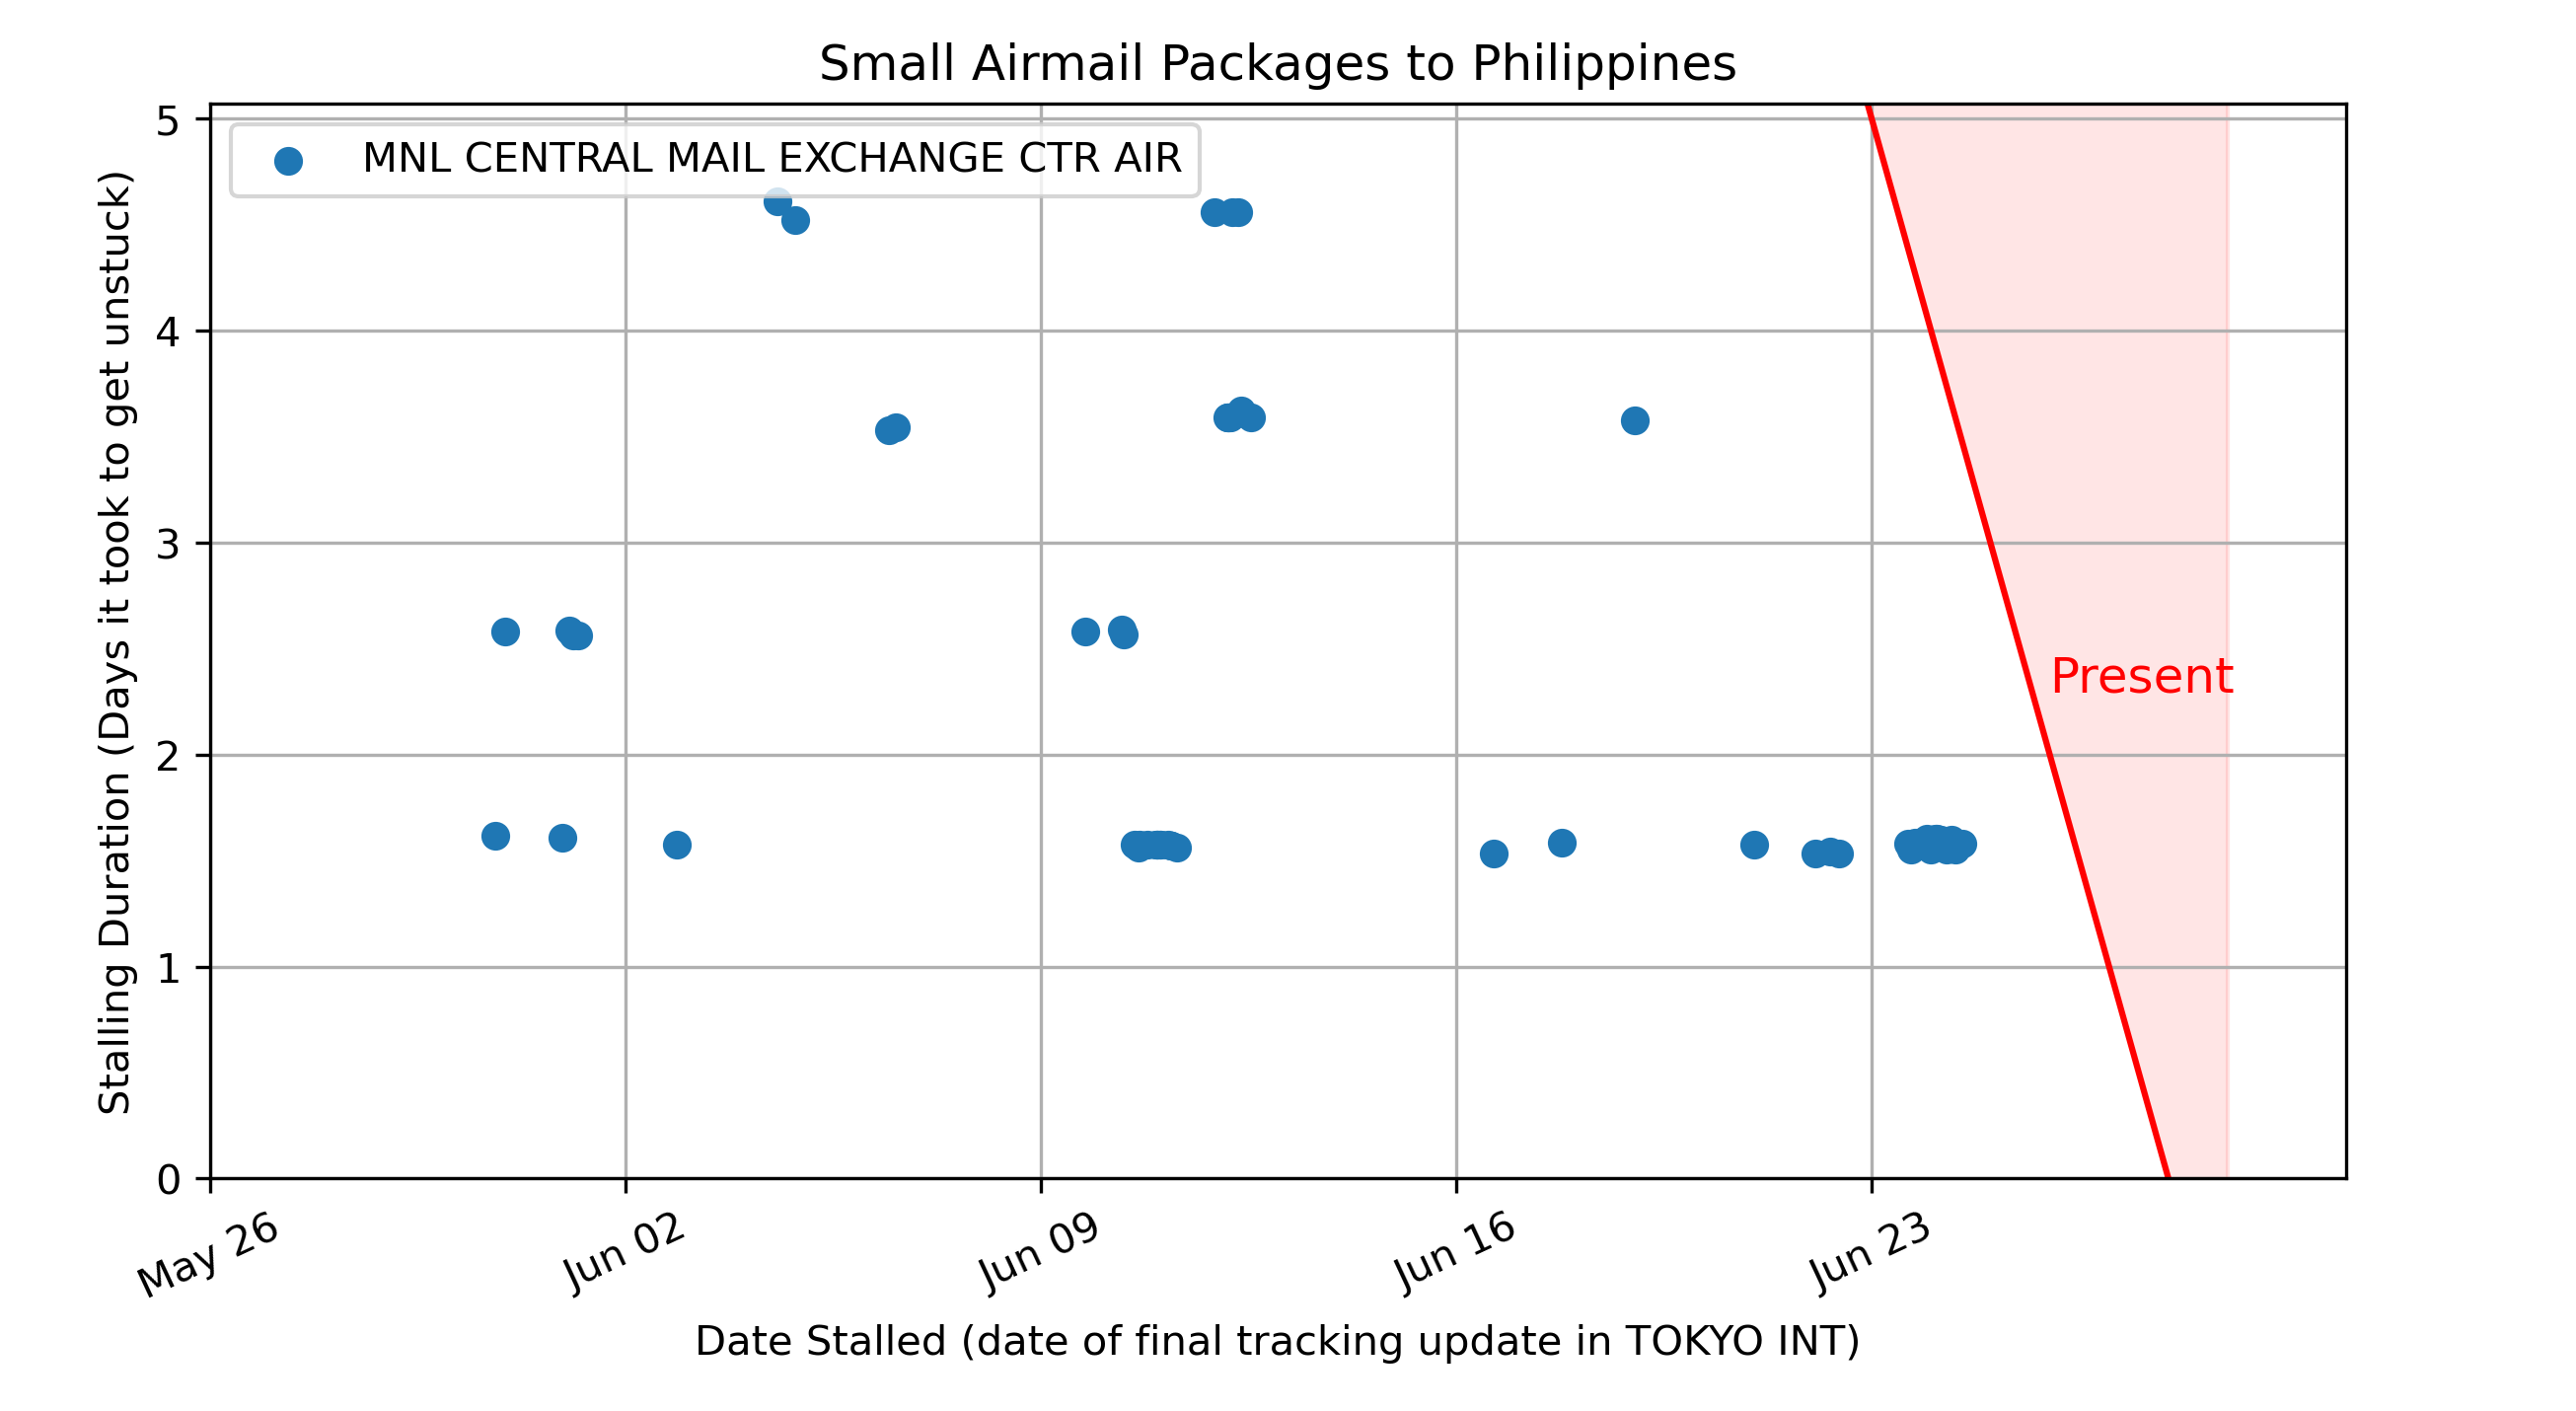 Small Airmail Packages to Philippines
MNL CENTRAL MAIL EXCHANGE CTR AIR
Stalling Duration (Days it took to get unstuck)
5
4
3
2
1
0
Present
May 26
Jun 02
Jun 09
Jun 16
Jun 23
Date Stalled (date of final tracking update in TOKYO INT)